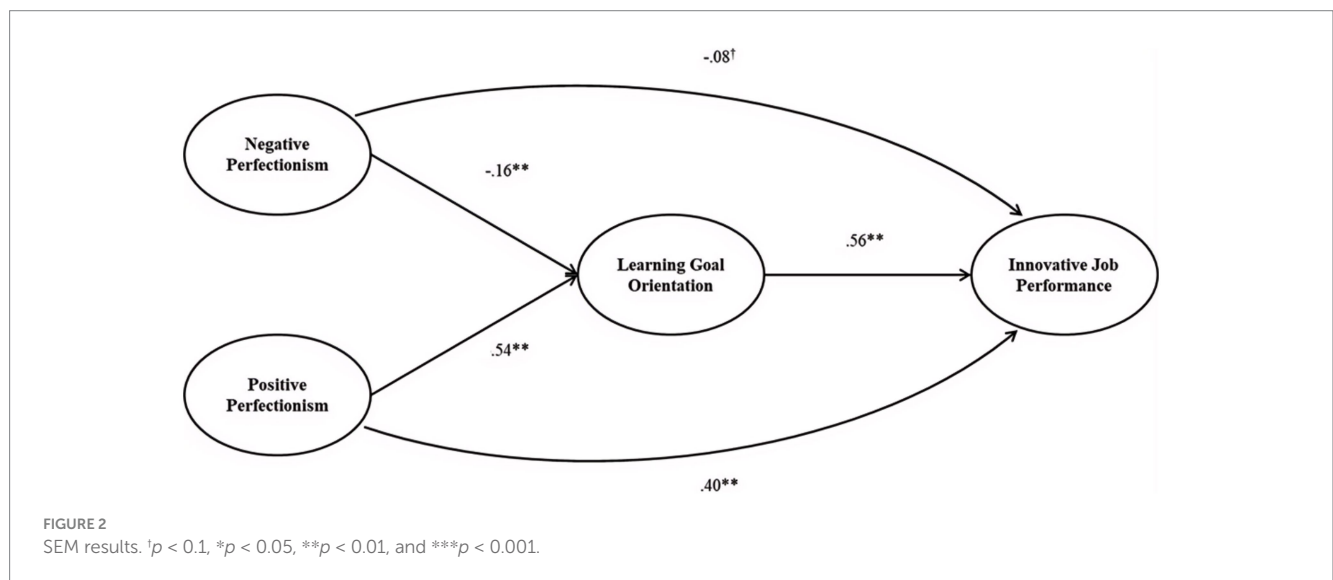 -.08†
Negative
Perfectionism
-.16**
.56**
Learning Goal
Orientation
Innovative Job
Performance
.54**
Positive
Perfectionism
.40**
FIGURE 2
SEM results. †p < 0.1, *p < 0.05, **p < 0.01, and ***p < 0.001.